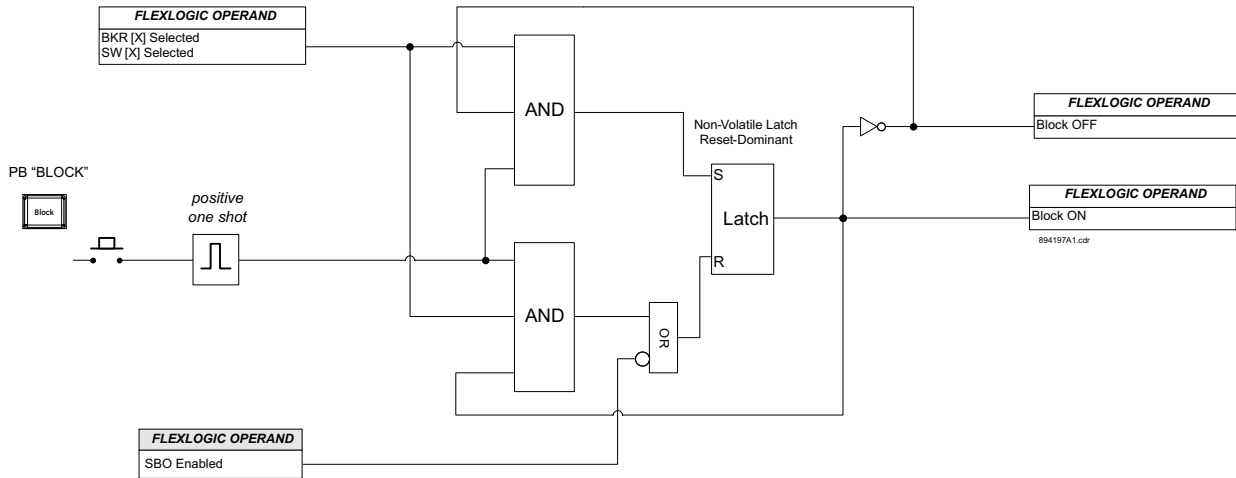 FLEXLOGIC OPERAND
BKR [X] Selected
SW [X] Selected
AND
FLEXLOGIC OPERAND
Block OFF
Non-Volatile Latch
Reset-Dominant
PB “BLOCK”
Block
positive
one shot
S
Latch
R
FLEXLOGIC OPERAND
Block ON
894197A1.cdr
AND
OR
FLEXLOGIC OPERAND
SBO Enabled